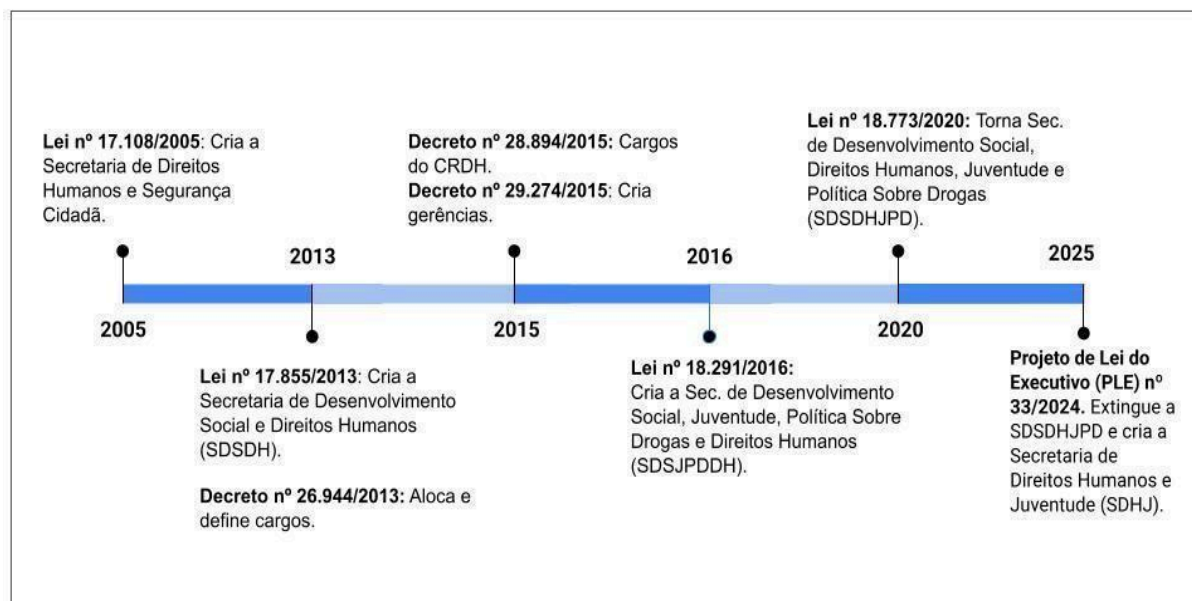 Lei nº 17.108/2005: Cria a
Secretaria de Direitos
Humanos e Segurança
Cidadã.
2005
2013
Lei nº 17.855/2013: Cria a
Secretaria de Desenvolvimento
Social e Direitos Humanos
(SDSDH).
Decreto nº 26.944/2013: Aloca e
define cargos.
Decreto nº 28.894/2015: Cargos
do CRDH.
Decreto nº 29.274/2015: Cria
gerências.
2015
2016
Lei nº 18.291/2016:
Cria a Sec. de Desenvolvimento
Social, Juventude, Política Sobre
Drogas e Direitos Humanos
(SDSJPDDH).
Lei nº 18.773/2020: Torna Sec.
de Desenvolvimento Social,
Direitos Humanos, Juventude e
Política Sobre Drogas
(SDSDHJPD).
2020
2025
Projeto de Lei do
Executivo (PLE) nº
33/2024. Extingue a
SDSDHJPD e cria a
Secretaria de
Direitos Humanos e
Juventude (SDHJ).